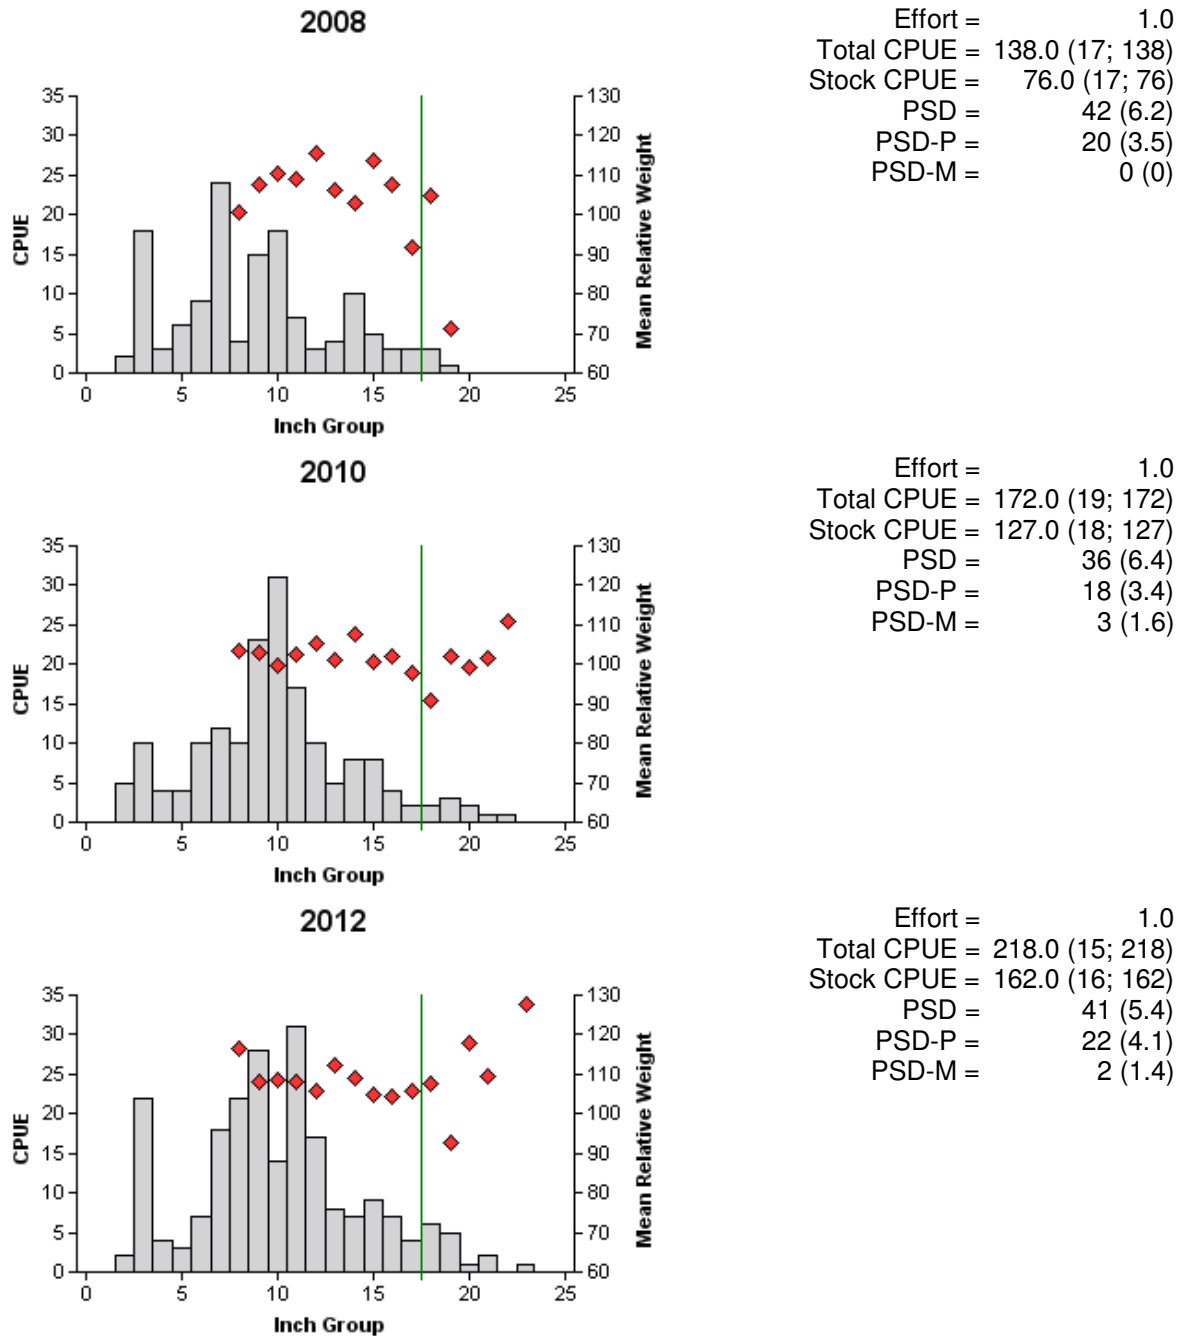 2008
Effort = 1.0
Total CPUE = 138.0 (17; 138)
Stock CPUE = 76.0 (17; 76)
PSD = 42 (6.2)
PSD-P = 20 (3.5)
PSD-M = 0 (0)
35 130
30 120
25 110
20 100
15 90
10 80
5 70
0 60
CPUE
Mean Relative Weight
0 5 10 15 20 25
Inch Group
2010
Effort = 1.0
Total CPUE = 172.0 (19; 172)
Stock CPUE = 127.0 (18; 127)
PSD = 36 (6.4)
PSD-P = 18 (3.4)
PSD-M = 3 (1.6)
35 130
30 120
25 110
20 100
15 90
10 80
5 70
0 60
CPUE
Mean Relative Weight
0 5 10 15 20 25
Inch Group
2012
Effort = 1.0
Total CPUE = 218.0 (15; 218)
Stock CPUE = 162.0 (16; 162)
PSD = 41 (5.4)
PSD-P = 22 (4.1)
PSD-M = 2 (1.4)
35 130
30 120
25 110
20 100
15 90
10 80
5 70
0 60
CPUE
Mean Relative Weight
0 5 10 15 20 25
Inch Group